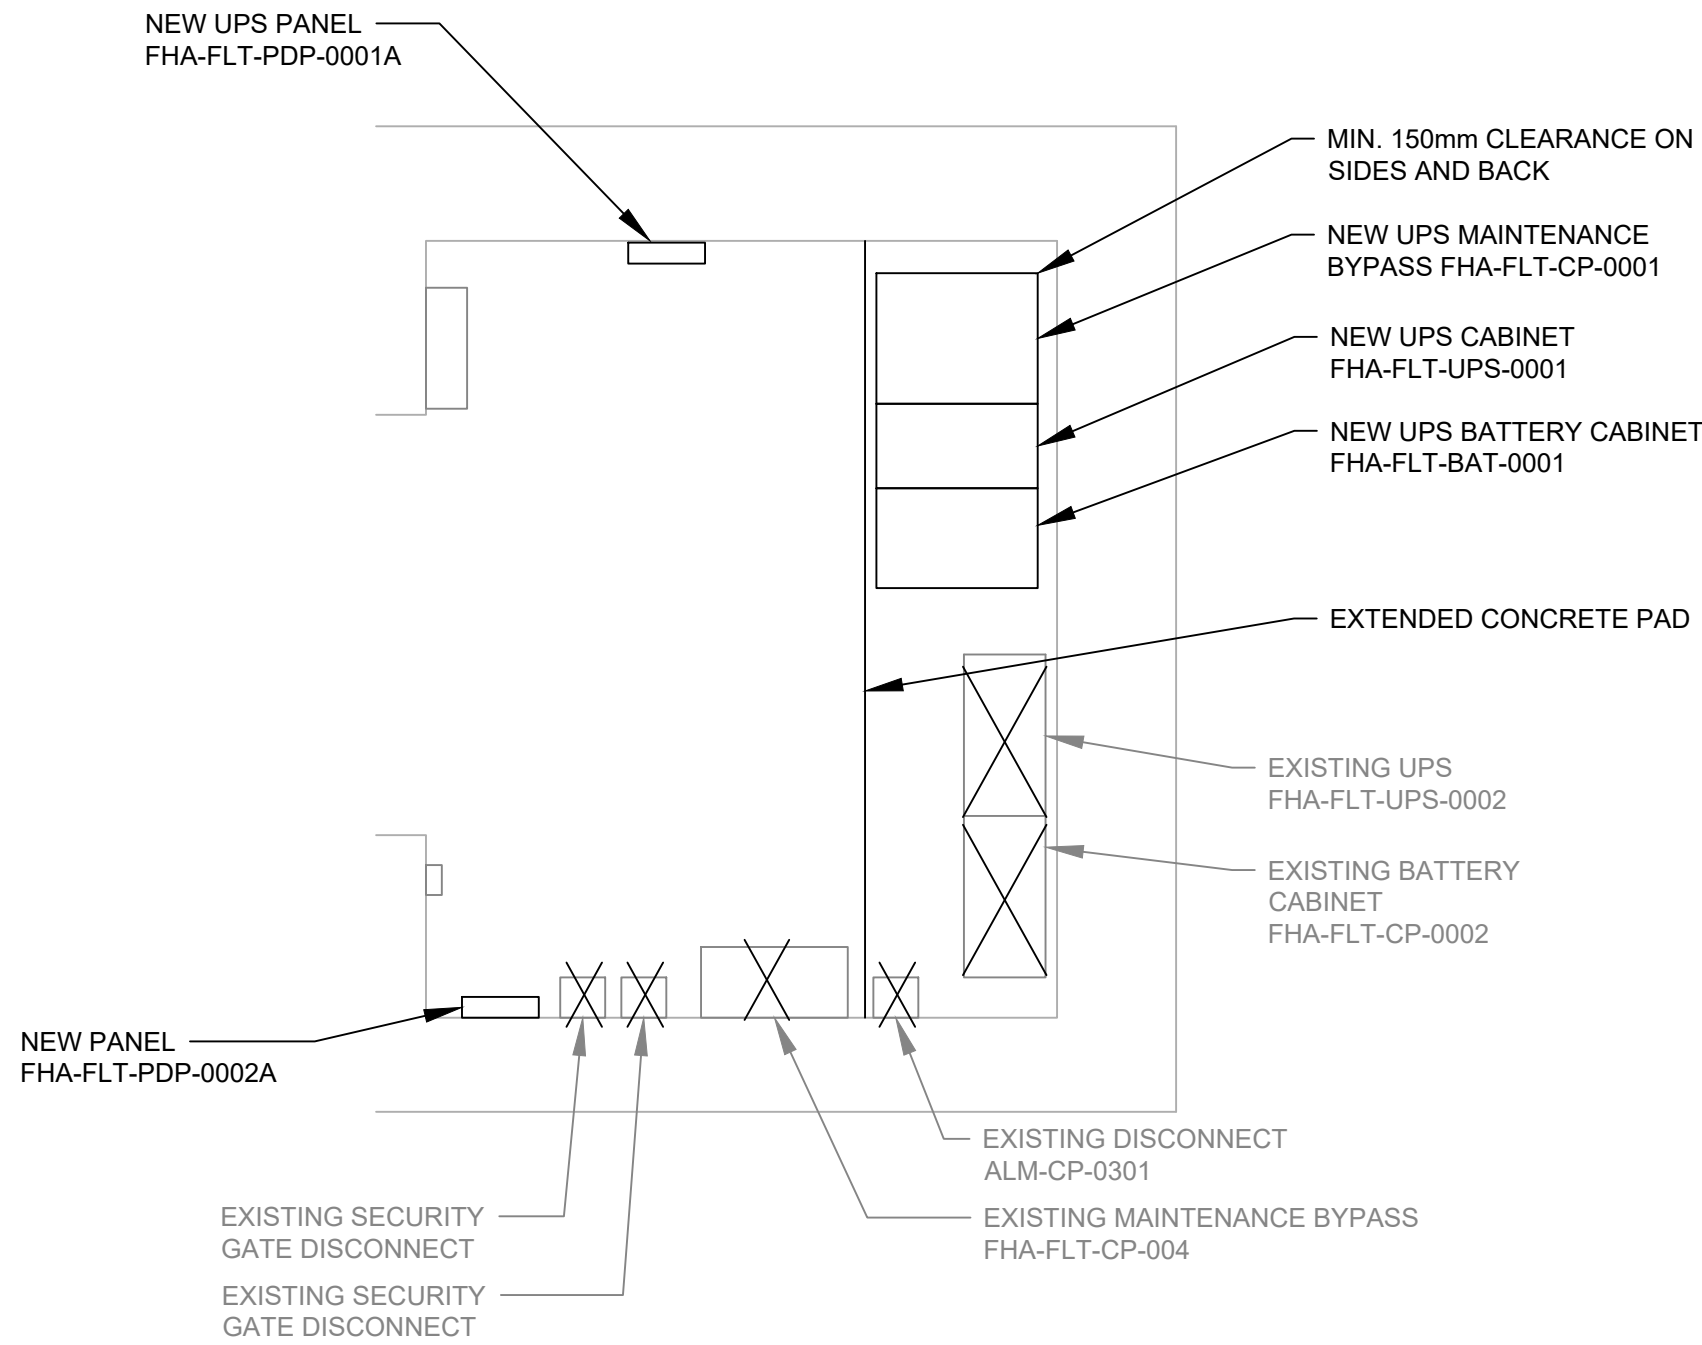 NEW UPS PANEL
FHA-FLT-PDP-0001A
MIN. 150mm CLEARANCE ON
SIDES AND BACK
NEW UPS MAINTENANCE
BYPASS FHA-FLT-CP-0001
NEW UPS CABINET
FHA-FLT-UPS-0001
NEW UPS BATTERY CABINET
FHA-FLT-BAT-0001
EXTENDED CONCRETE PAD
EXISTING UPS
FHA-FLT-UPS-0002
EXISTING BATTERY
CABINET
FHA-FLT-CP-0002
NEW PANEL
FHA-FLT-PDP-0002A
EXISTING DISCONNECT
ALM-CP-0301
EXISTING SECURITY
GATE DISCONNECT
EXISTING MAINTENANCE BYPASS
FHA-FLT-CP-004
EXISTING SECURITY
GATE DISCONNECT